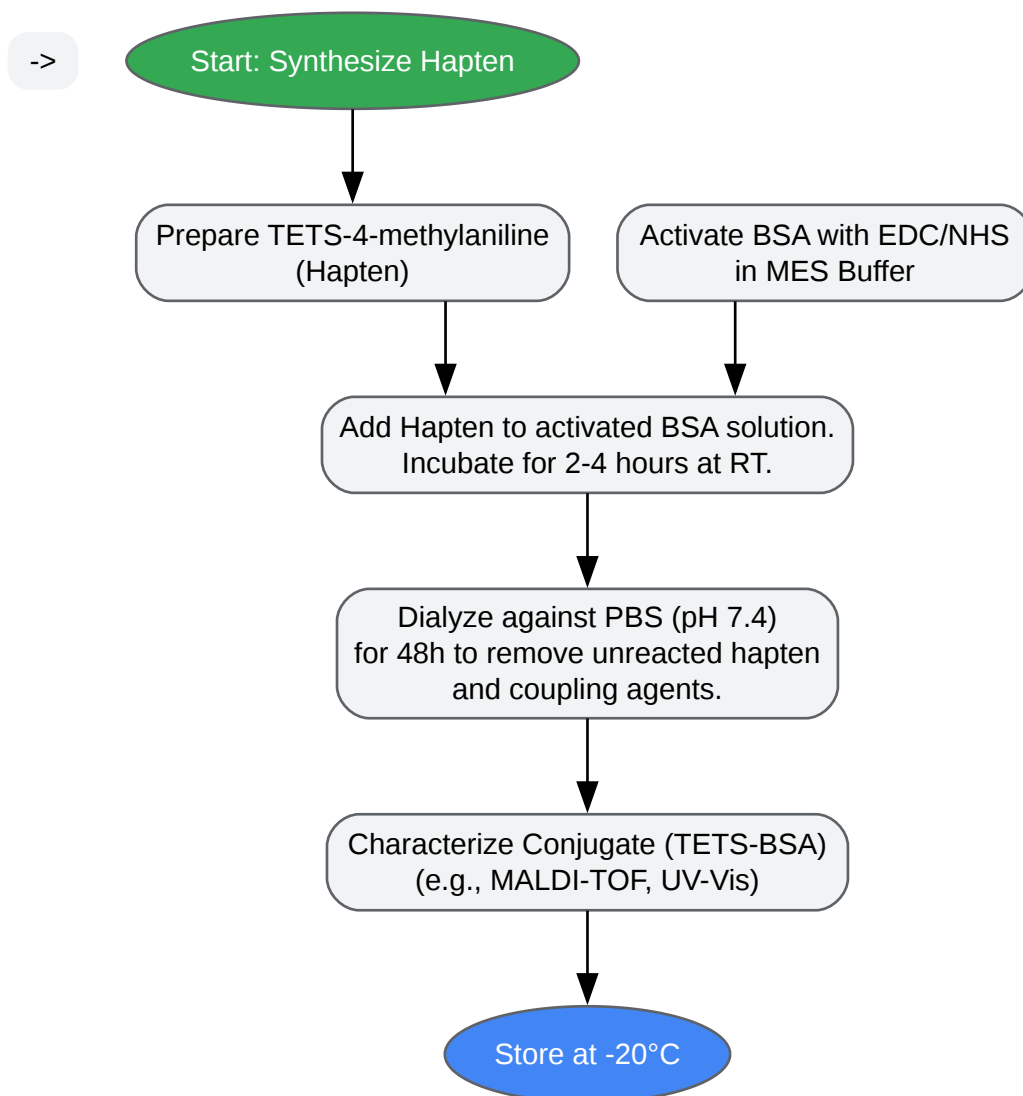 ->
Start: Synthesize Hapten
Prepare TETS-4-methylaniline
(Hapten)
Activate BSA with EDC/NHS
in MES Buffer
Add Hapten to activated BSA solution.
Incubate for 2-4 hours at RT.
Dialyze against PBS (pH 7.4)
for 48h to remove unreacted hapten
and coupling agents.
Characterize Conjugate (TETS-BSA)
(e.g., MALDI-TOF, UV-Vis)
Store at -20°C